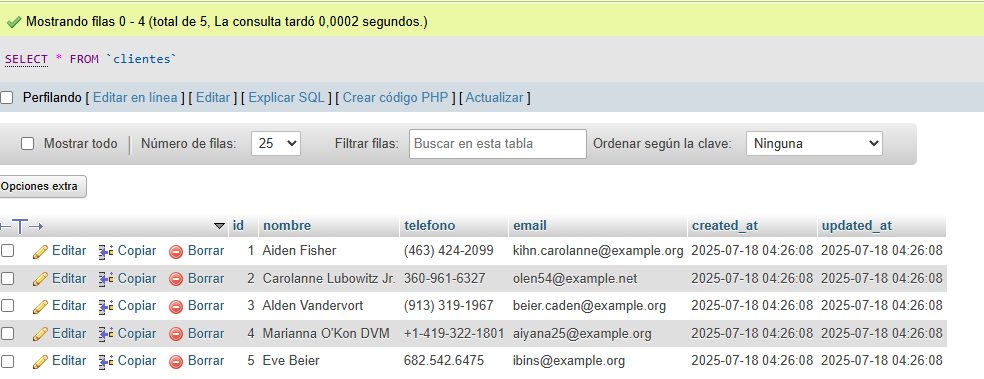 Mostrando filas 0 - 4 (total de 5, La consulta tardó 0,0002 segundos.)
SELECT * FROM `clientes`
Perfilando [ Editar en línea ] [ Editar ] [ Explicar SQL ] [ Crear código PHP ] [ Actualizar ]
Mostrar todo Número de filas: 25 Filtrar filas: Buscar en esta tabla Ordenar según la clave: Ninguna
Opciones extra
id nombre telefono email created_at updated_at
Editar Copiar Borrar 1 Aiden Fisher (463) 424-2099 kihn.carolanne@example.org 2025-07-18 04:26:08 2025-07-18 04:26:08
Editar Copiar Borrar 2 Carolanne Lubowitz Jr. 360-961-6327 olen54@example.net 2025-07-18 04:26:08 2025-07-18 04:26:08
Editar Copiar Borrar 3 Alden Vandervort (913) 319-1967 beier.caden@example.org 2025-07-18 04:26:08 2025-07-18 04:26:08
Editar Copiar Borrar 4 Marianna O'Kon DVM +1-419-322-1801 aiyana25@example.org 2025-07-18 04:26:08 2025-07-18 04:26:08
Editar Copiar Borrar 5 Eve Beier 682.542.6475 ibins@example.org 2025-07-18 04:26:08 2025-07-18 04:26:08